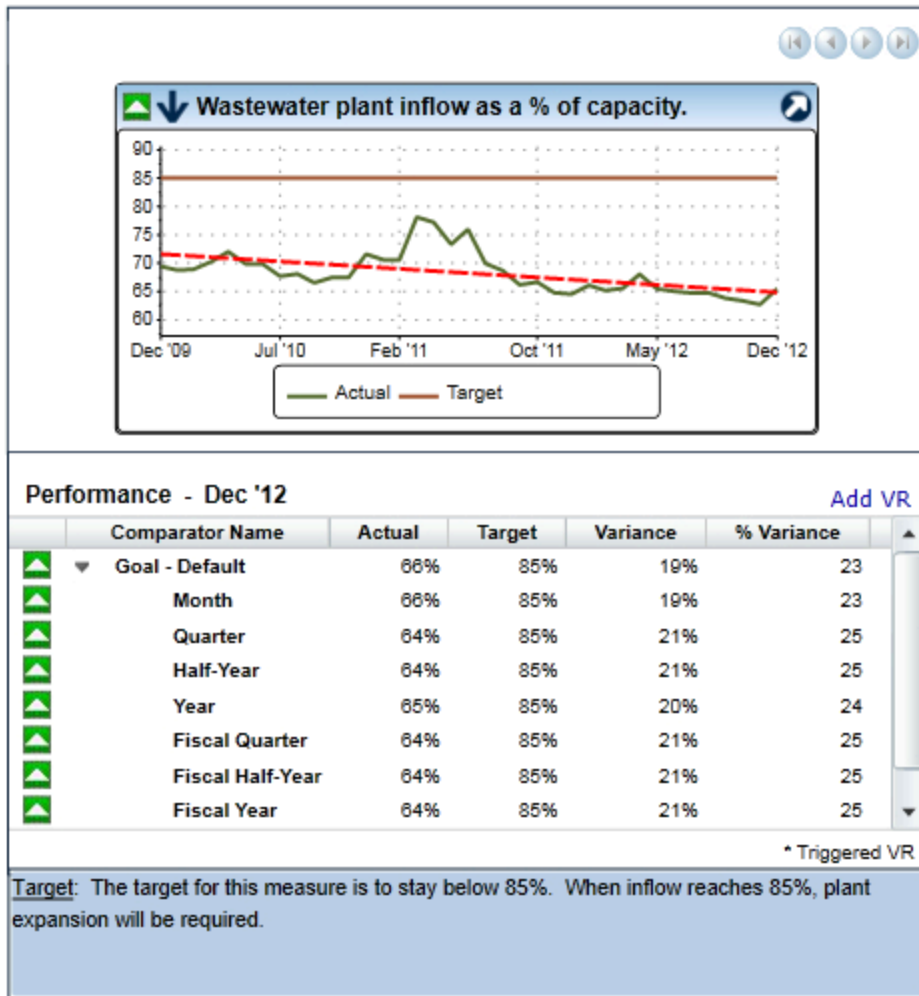 Wastewater plant inflow as a % of capacity.
90
85
80
75
70
65
60
Dec '09 Jul '10 Feb '11 Oct '11 May '12 Dec '12
Actual Target
Performance - Dec '12
Add VR
Comparator Name Actual Target Variance % Variance
Goal - Default 66% 85% 19% 23
Month 66% 85% 19% 23
Quarter 64% 85% 21% 25
Half-Year 64% 85% 21% 25
Year 65% 85% 20% 24
Fiscal Quarter 64% 85% 21% 25
Fiscal Half-Year 64% 85% 21% 25
Fiscal Year 64% 85% 21% 25
* Triggered VR
Target: The target for this measure is to stay below 85%. When inflow reaches 85%, plant
expansion will be required.